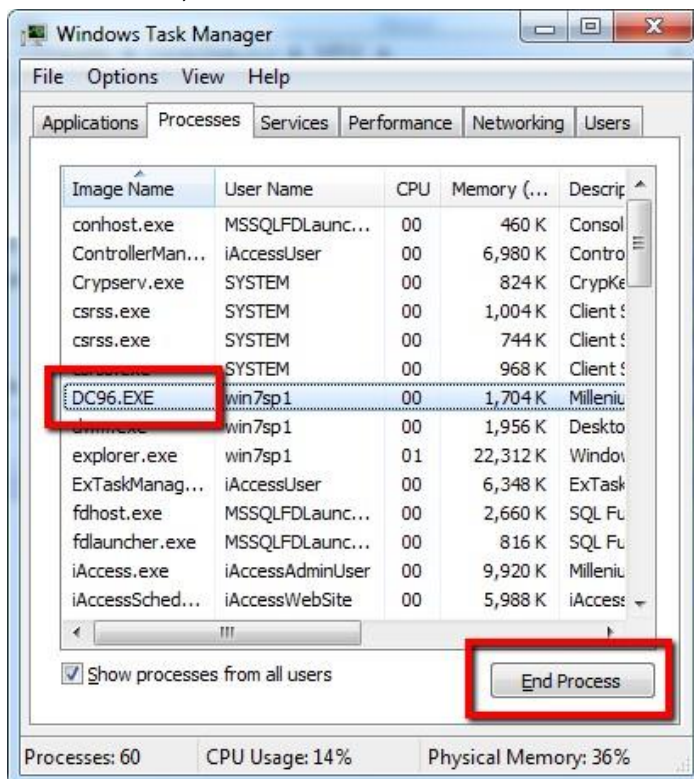 Windows Task Manager
File Options View Help
Applications Processes Services Performance Networking Users
Image Name User Name CPU Memory (... Descrip
conhost.exe MSSQLFDLaunc... 00 460 K Consol
ControllerMan... iAccessUser 00 6,980 K Contro
Crypserv.exe SYSTEM 00 824 K CrypKe
csrss.exe SYSTEM 00 1,004 K Client S
csrss.exe SYSTEM 00 744 K Client S
SYSTEM 00 968 K Client S
DC96.EXE win7sp1 00 1,704 K Milleniu
win7sp1 00 1,956 K Deskto
explorer.exe win7sp1 01 22,312 K Window
ExTaskManag... iAccessUser 00 6,348 K ExTask
fdhost.exe MSSQLFDLaunc... 00 2,660 K SQL Fu
fdlauncher.exe MSSQLFDLaunc... 00 816 K SQL Fu
iAccess.exe iAccessAdminUser 00 9,920 K Milleniu
iAccessSched... iAccessWebSite 00 5,988 K iAccess
Show processes from all users
End Process
Processes: 60 CPU Usage: 14% Physical Memory: 36%